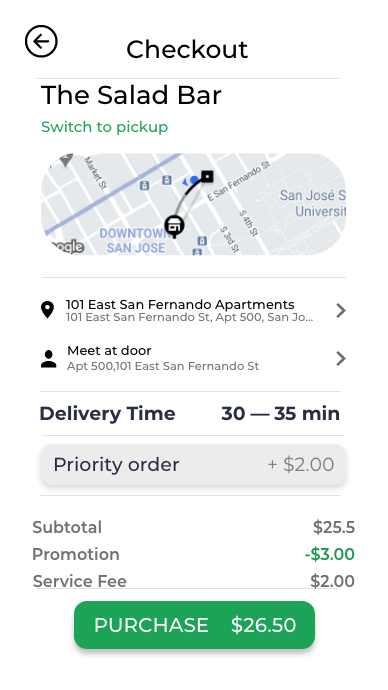 Checkout
The Salad Bar
Switch to pickup
Market St
E San Fernando St
San José S
Universit
DOWNTOWN
SAN JOSE
S 4th St
S 3rd St
oogle
101 East San Fernando Apartments
101 East San Fernando St, Apt 500, San Jo...
Meet at door
Apt 500,101 East San Fernando St
Delivery Time 30 — 35 min
Priority order + $2.00
Subtotal $25.5
Promotion -$3.00
Service Fee $2.00
PURCHASE $26.50